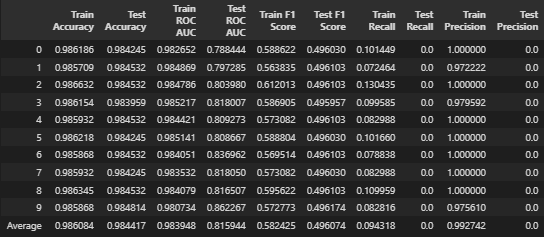 Train Accuracy Test Accuracy Train ROC AUC Test ROC AUC Train F1 Score Test F1 Score Train Recall Test Recall Train Precision Test Precision
0 0.986186 0.984245 0.982652 0.788444 0.588622 0.496030 0.101449 0.0 1.000000 0.0
1 0.985709 0.984532 0.984869 0.797285 0.563835 0.496103 0.072464 0.0 0.972222 0.0
2 0.986632 0.984532 0.984786 0.803980 0.612013 0.496103 0.130435 0.0 1.000000 0.0
3 0.986154 0.983959 0.985217 0.818007 0.586905 0.495957 0.099585 0.0 0.979592 0.0
4 0.985932 0.984532 0.984421 0.809273 0.573082 0.496103 0.082988 0.0 1.000000 0.0
5 0.986218 0.984245 0.985141 0.808667 0.588804 0.496030 0.101660 0.0 1.000000 0.0
6 0.985868 0.984532 0.984051 0.836962 0.569514 0.496103 0.078838 0.0 1.000000 0.0
7 0.985932 0.984245 0.983532 0.818050 0.573082 0.496030 0.082988 0.0 1.000000 0.0
8 0.986345 0.984532 0.984079 0.816507 0.595622 0.496103 0.109959 0.0 1.000000 0.0
9 0.985868 0.984814 0.980734 0.862267 0.572773 0.496174 0.082816 0.0 0.975610 0.0
Average 0.986084 0.984417 0.983948 0.815944 0.582425 0.496074 0.094318 0.0 0.992742 0.0